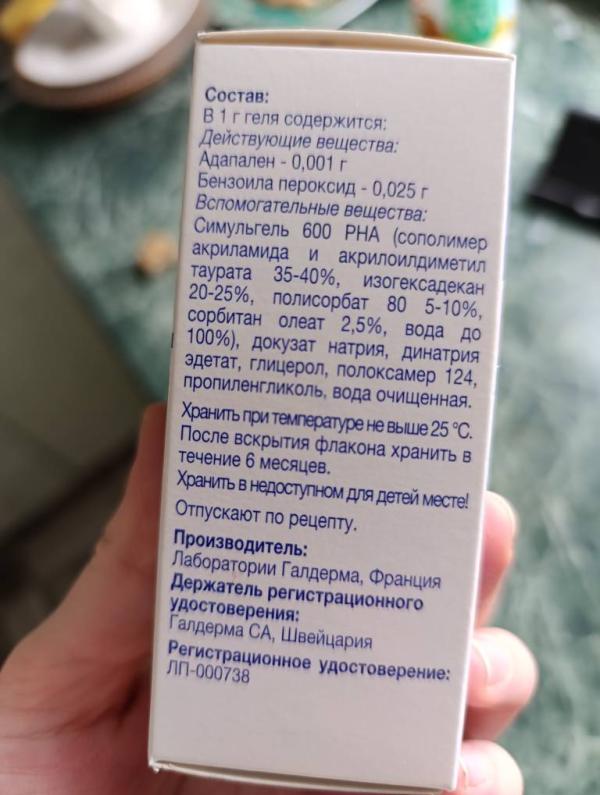 Состав:
В 1 г геля содержится:
Действующие вещества:
Адапален - 0,001 г
Бензоила пероксид - 0,025 г
Вспомогательные вещества:
Симульгель 600 РНА (сополимер
акриламида и акрилоилдиметил
таурата 35-40%, изогексадекан
20-25%, полисорбат 80 5-10%,
сорбитан олеат 2,5%, вода до
100%), докузат натрия, динатрия
эдетат, глицерол, полоксамер 124,
пропиленгликоль, вода очищенная.
Хранить при температуре не выше 25 °С.
После вскрытия флакона хранить в
течение 6 месяцев.
Хранить в недоступном для детей месте!
Отпускают по рецепту.
Производитель:
Лаборатории Галдерма, Франция
Держатель регистрационного
удостоверения:
Галдерма СА, Швейцария
Регистрационное удостоверение:
ЛП-000738